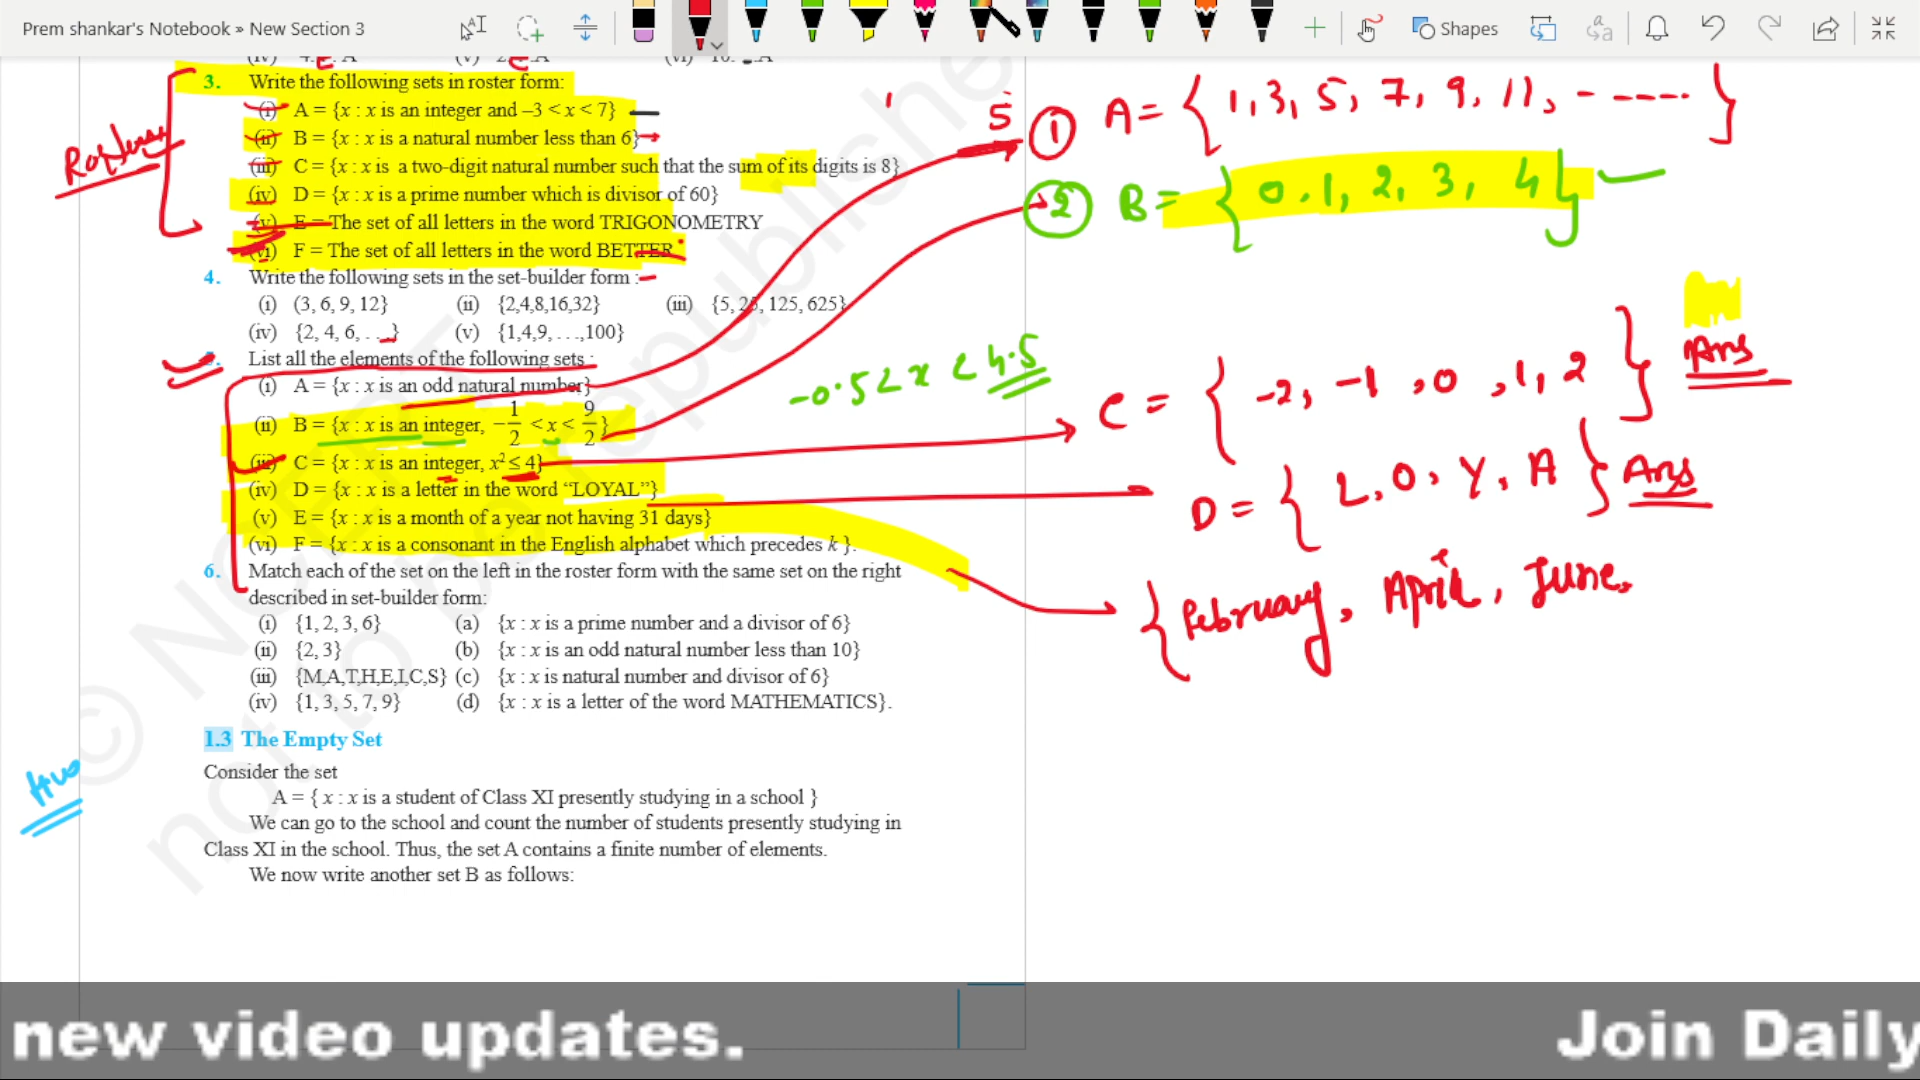 Prem shankar's Notebook » New Section 3
Shapes
3. Write the following sets in roster form:
(i) A = {x : x is an integer and –3 < x < 7}
(ii) B = {x : x is a natural number less than 6}
(iii) C = {x : x is a two-digit natural number such that the sum of its digits is 8}
(iv) D = {x : x is a prime number which is divisor of 60}
(v) E = The set of all letters in the word TRIGONOMETRY
(vi) F = The set of all letters in the word BETTER
4. Write the following sets in the set-builder form :
(i) (3, 6, 9, 12} (ii) {2,4,8,16,32} (iii) {5, 25, 125, 625}
(iv) {2, 4, 6, . . .} (v) {1,4,9, . . .,100}
List all the elements of the following sets :
(i) A = {x : x is an odd natural number}
(ii) B = {x : x is an integer, –1/2 < x < 9/2}
(iii) C = {x : x is an integer, x² ≤ 4}
(iv) D = {x : x is a letter in the word “LOYAL”}
(v) E = {x : x is a month of a year not having 31 days}
(vi) F = {x : x is a consonant in the English alphabet which precedes k }.
6. Match each of the set on the left in the roster form with the same set on the right
described in set-builder form:
(i) {1, 2, 3, 6} (a) {x : x is a prime number and a divisor of 6}
(ii) {2, 3} (b) {x : x is an odd natural number less than 10}
(iii) {M,A,T,H,E,I,C,S} (c) {x : x is natural number and divisor of 6}
(iv) {1, 3, 5, 7, 9} (d) {x : x is a letter of the word MATHEMATICS}.
1.3 The Empty Set
Consider the set
A = { x : x is a student of Class XI presently studying in a school }
We can go to the school and count the number of students presently studying in
Class XI in the school. Thus, the set A contains a finite number of elements.
We now write another set B as follows:
5
① A = { 1, 3, 5, 7, 9, 11, - ----- }
② B = { 0, 1, 2, 3, 4 }
-0.5 < x < 4.5
C = { -2, -1, 0, 1, 2 } Ans
D = { L, O, Y, A } Ans
{ February, April, June,
new video updates. Join Daily